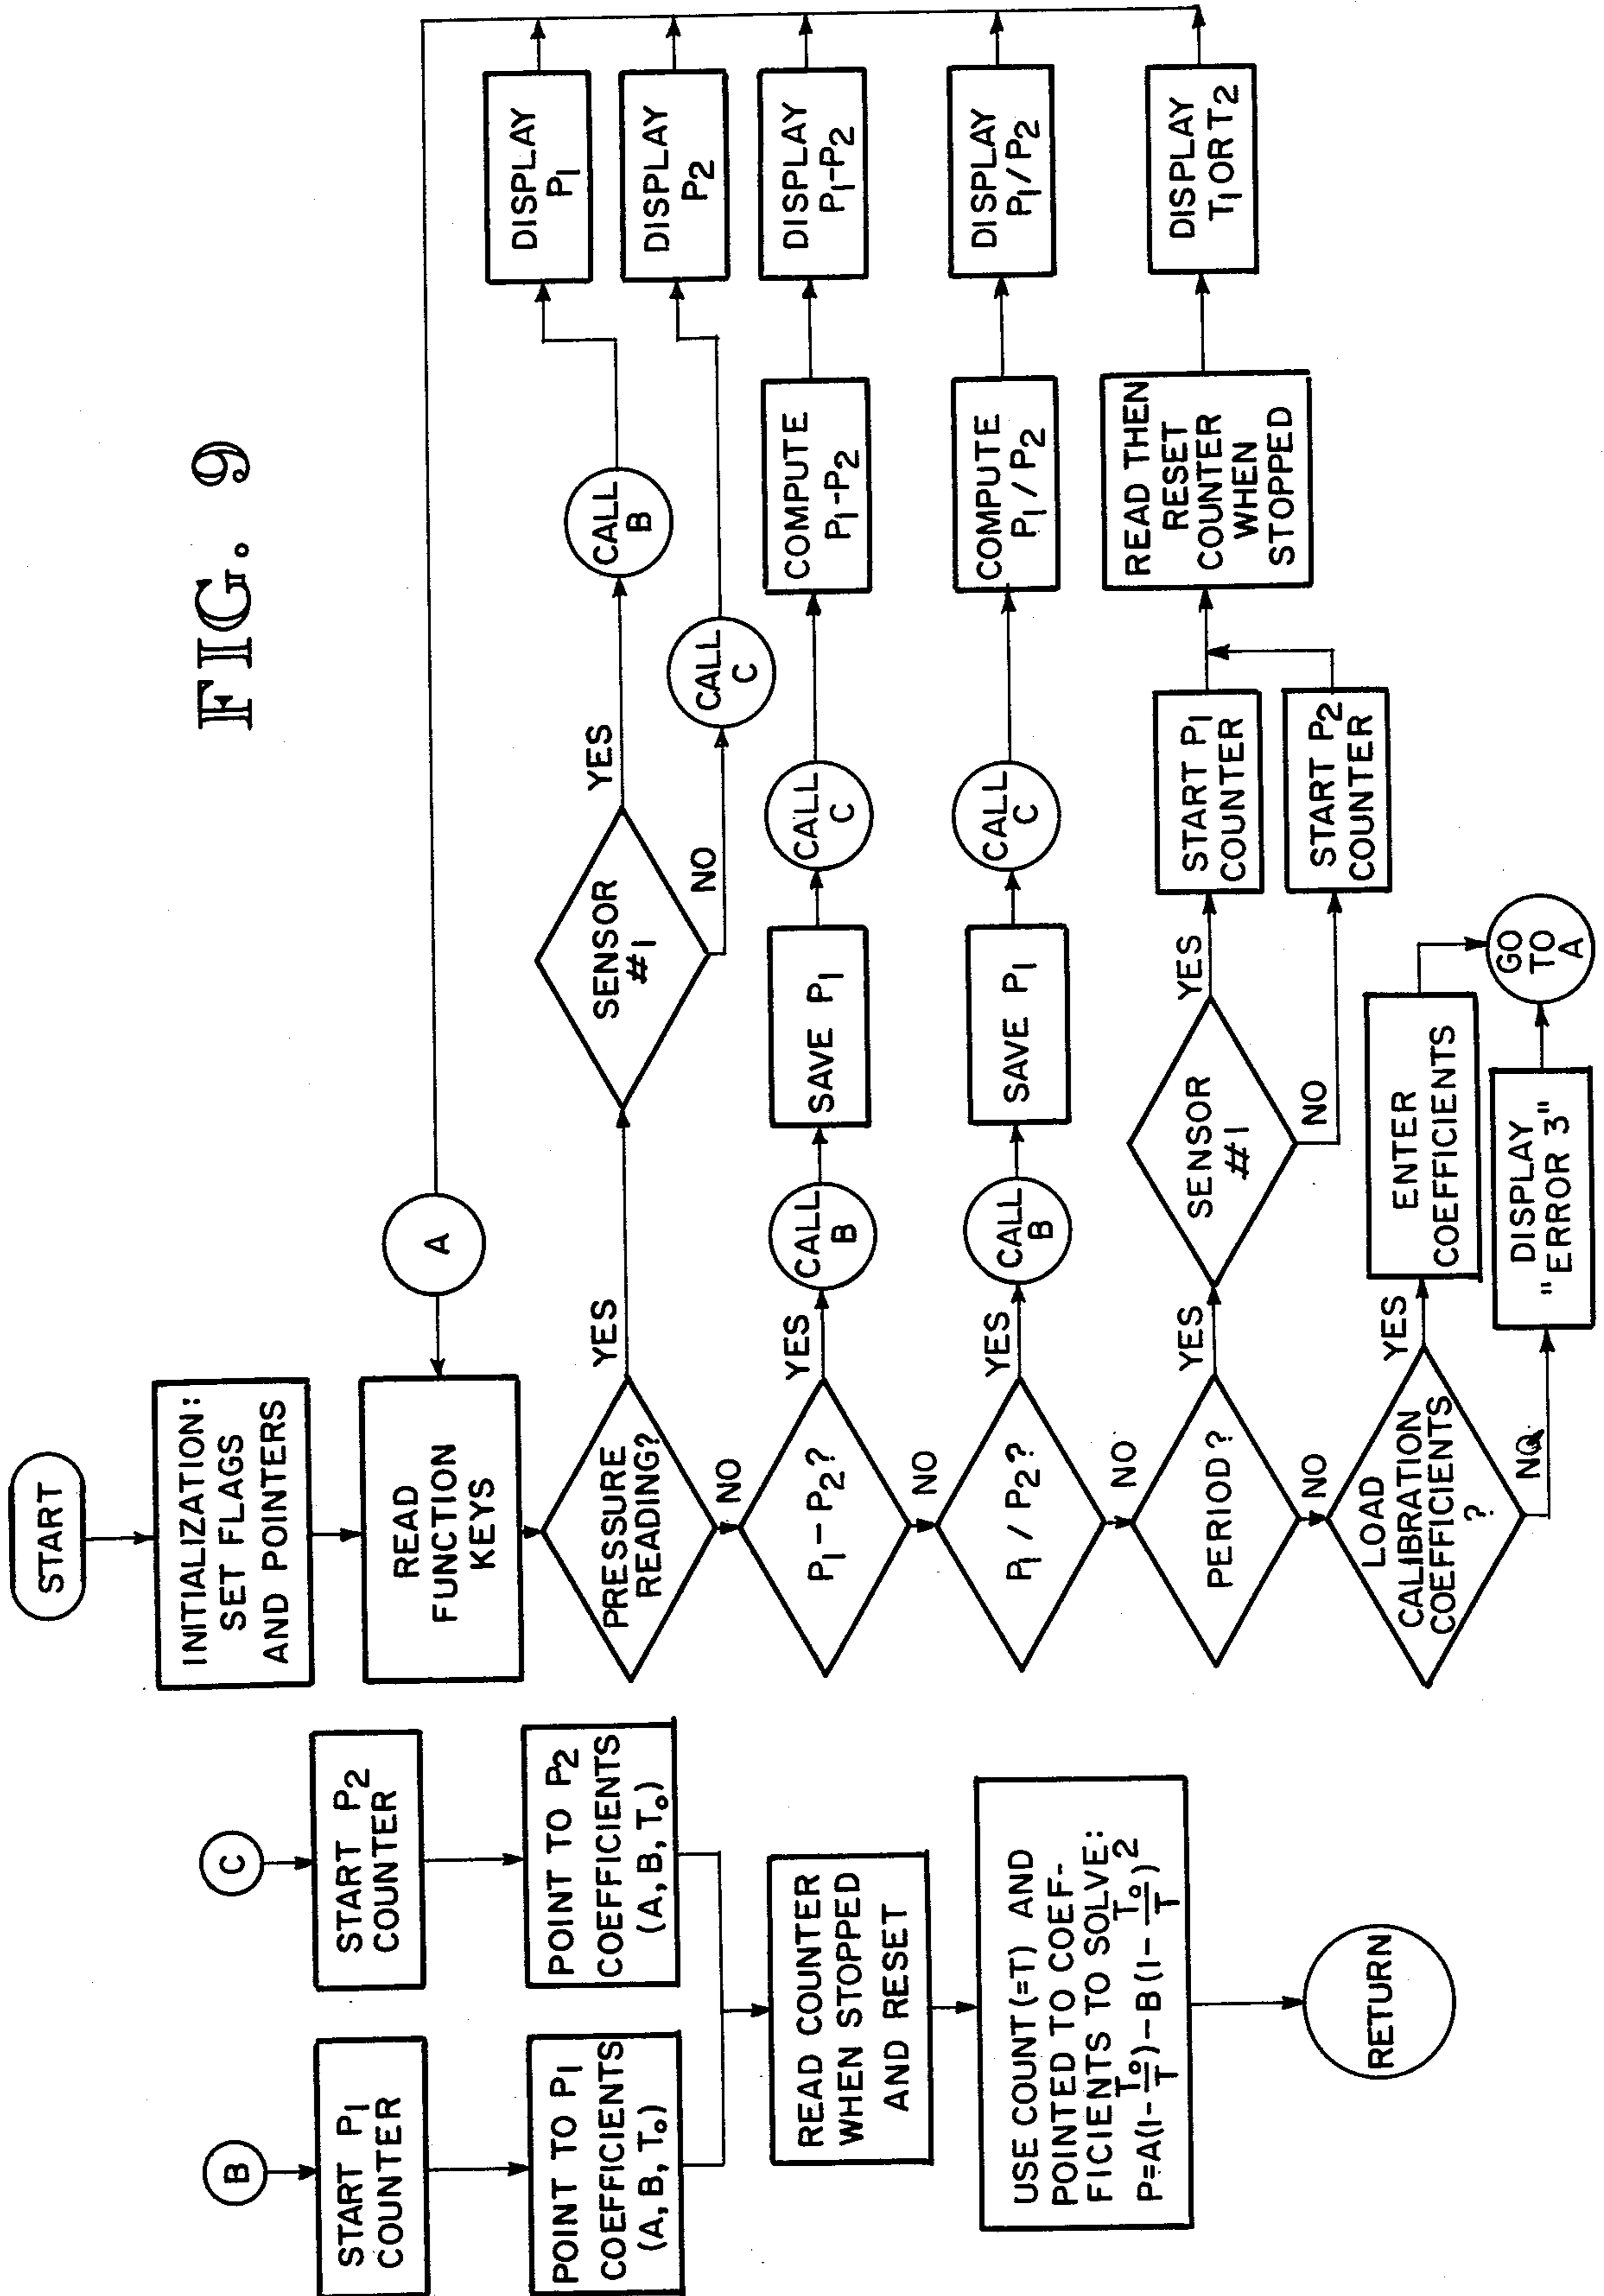 FIG. 9
START
INITIALIZATION:
SET FLAGS
AND POINTERS
READ
FUNCTION
KEYS
A
PRESSURE
READING?
YES
NO
SENSOR
#1
YES
NO
CALL
B
CALL
C
DISPLAY
P1
DISPLAY
P2
P1-P2?
YES
NO
CALL
B
SAVE P1
CALL
C
COMPUTE
P1-P2
DISPLAY
P1-P2
P1/P2?
YES
NO
CALL
B
SAVE P1
CALL
C
COMPUTE
P1/P2
DISPLAY
P1/P2
PERIOD?
YES
NO
SENSOR
#1
YES
NO
START P1
COUNTER
START P2
COUNTER
READ THEN
RESET
COUNTER
WHEN
STOPPED
DISPLAY
T1 OR T2
LOAD
CALIBRATION
COEFFICIENTS
?
YES
NO
ENTER
COEFFICIENTS
DISPLAY
"ERROR 3"
GO
TO
A
B
START P1
COUNTER
POINT TO P1
COEFFICIENTS
(A, B, T₀)
C
START P2
COUNTER
POINT TO P2
COEFFICIENTS
(A, B, T₀)
READ COUNTER
WHEN STOPPED
AND RESET
USE COUNT (=T) AND
POINTED TO COEF-
FICIENTS TO SOLVE:
P=A(1-T₀/T)-B(1-T₀/T)²
RETURN